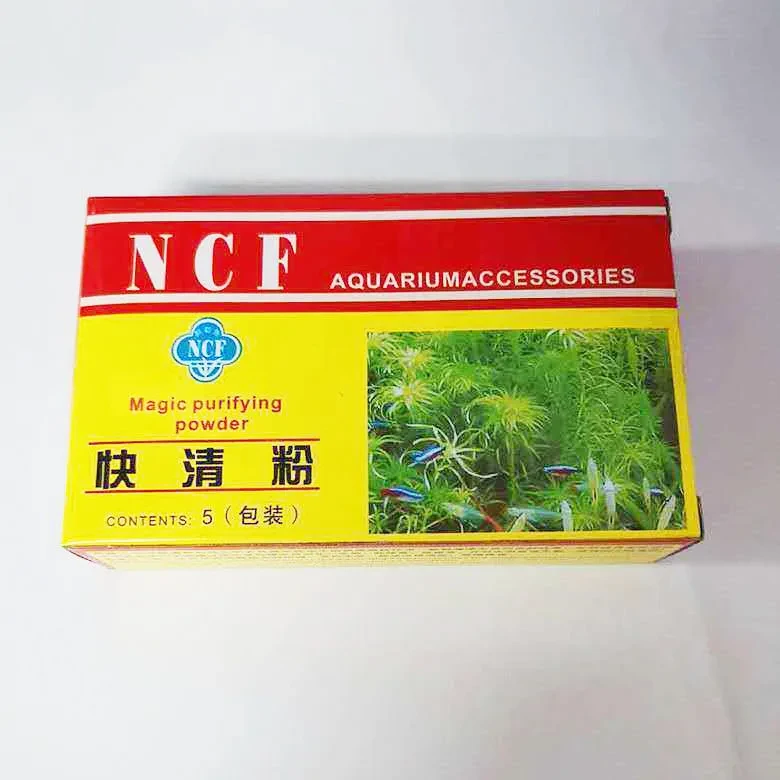 NCF
AQUARIUMACCESSORIES
NCF
Magic purifying
powder
快清粉
CONTENTS: 5（包装）